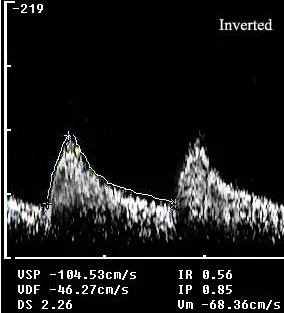 -219
Inverted
VSP -104.53cm/s IR 0.56
VDF -46.27cm/s IP 0.85
DS 2.26 Vm -68.36cm/s